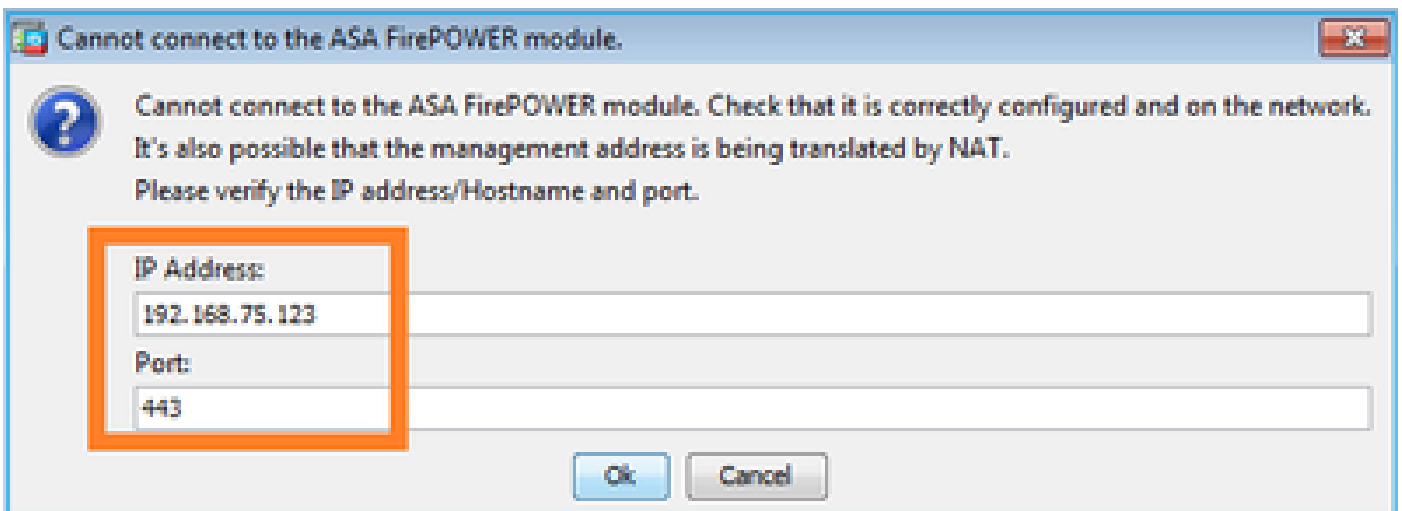 Cannot connect to the ASA FirePOWER module.
Cannot connect to the ASA FirePOWER module. Check that it is correctly configured and on the network.
It's also possible that the management address is being translated by NAT.
Please verify the IP address/Hostname and port.
IP Address:
192.168.75.123
Port:
443
Ok Cancel